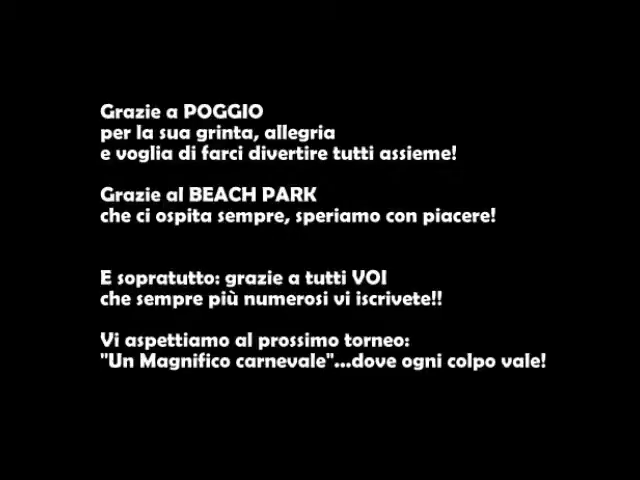 Grazie a POGGIO
per la sua grinta, allegria
e voglia di farci divertire tutti assieme!
Grazie al BEACH PARK
che ci ospita sempre, speriamo con piacere!
E sopratutto: grazie a tutti VOI
che sempre più numerosi vi iscrivete!!
Vi aspettiamo al prossimo torneo:
"Un Magnifico carnevale"...dove ogni colpo vale!